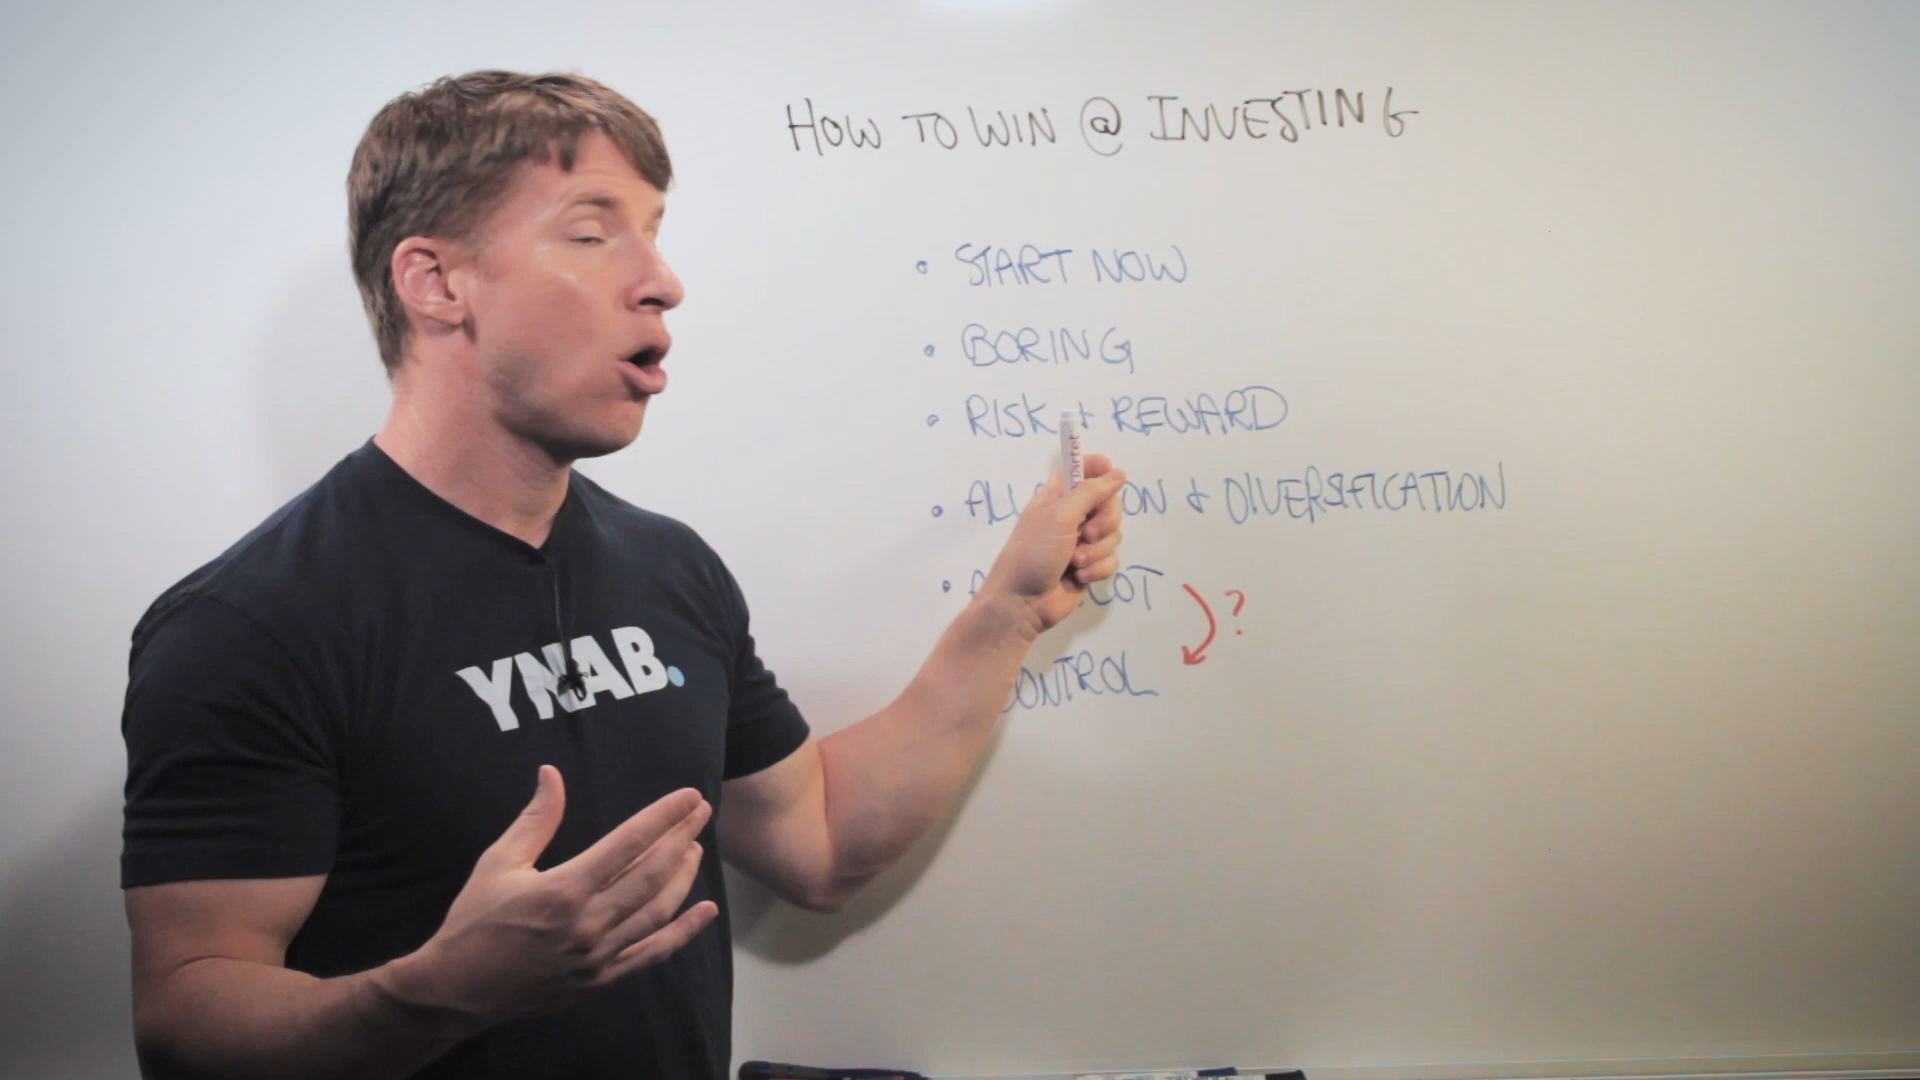 HOW TO WIN @ INVESTING
• START NOW
• BORING
• RISK + REWARD
• & DIVERSIFICATION
•
CONTROL
?
YNAB.